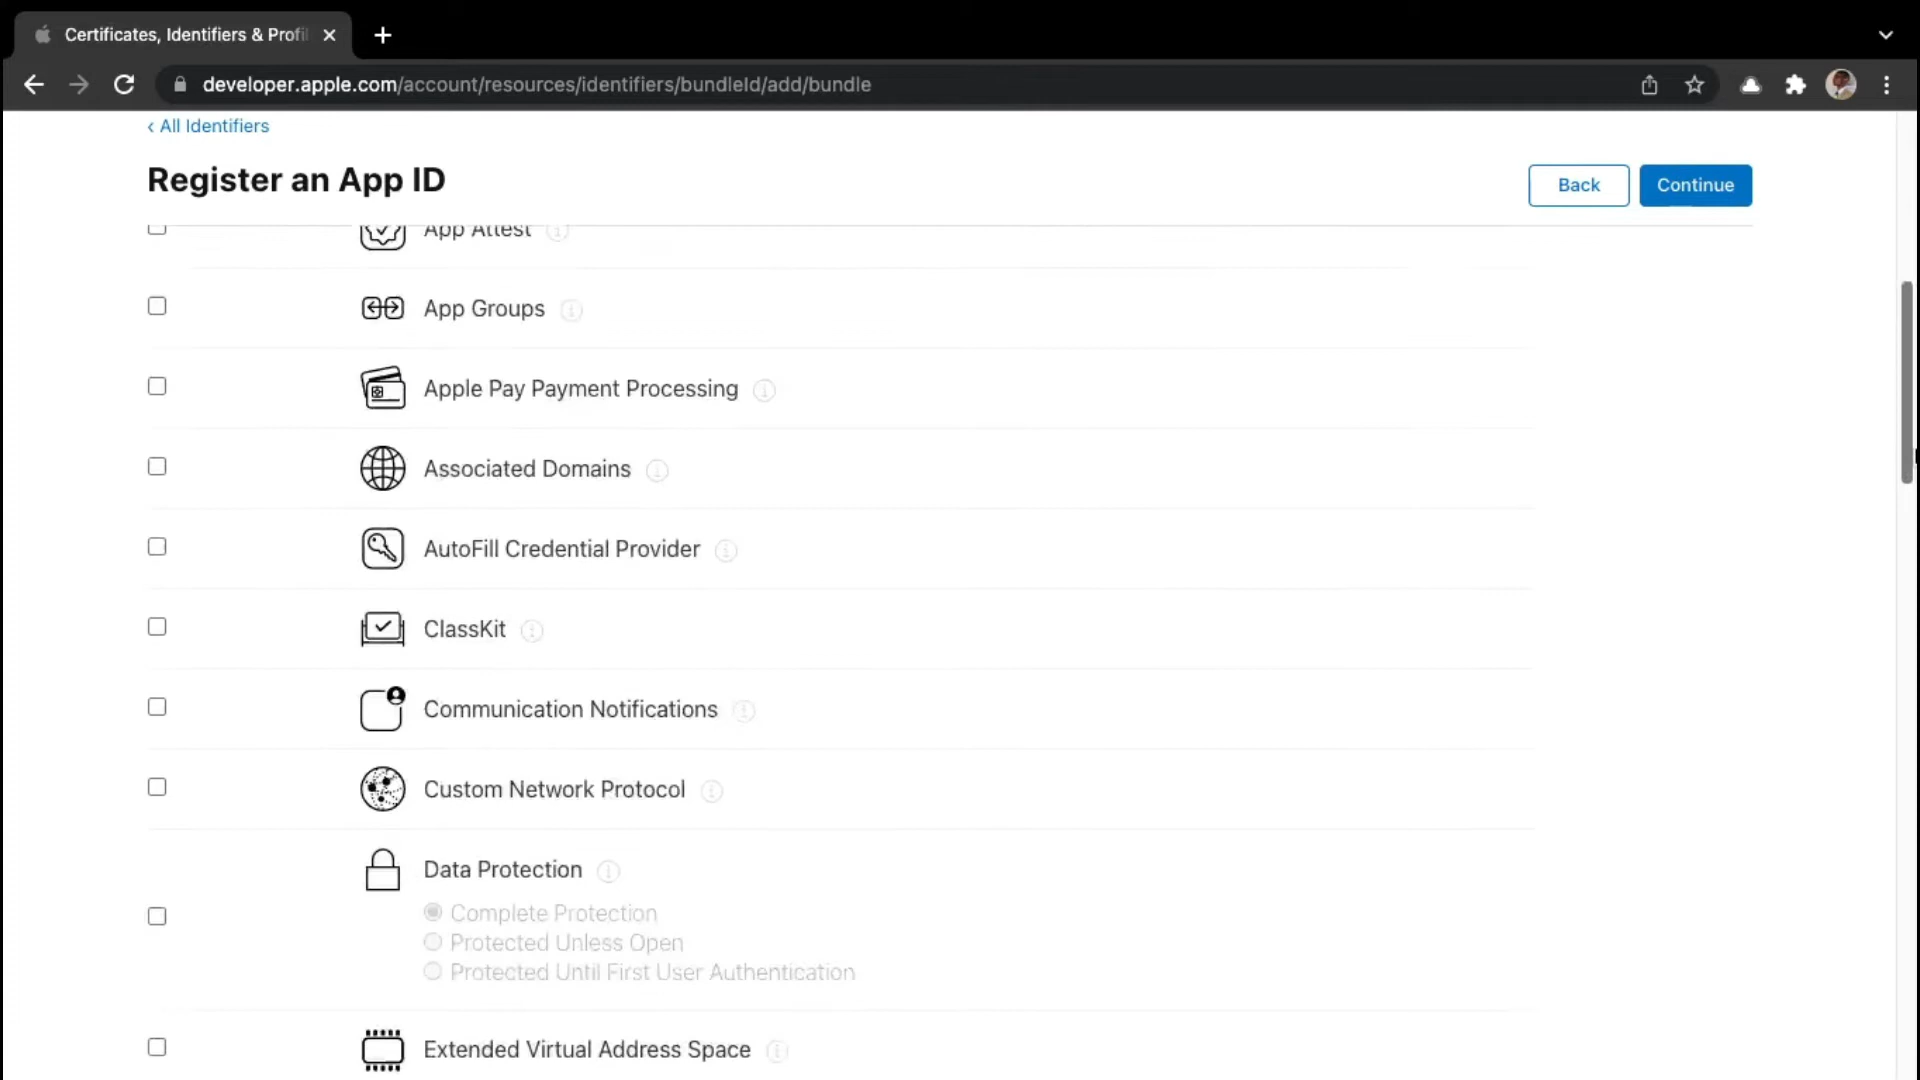 Certificates, Identifiers & Profil
developer.apple.com/account/resources/identifiers/bundleId/add/bundle
‹ All Identifiers
Register an App ID
Back
Continue
App Attest
App Groups
Apple Pay Payment Processing
Associated Domains
AutoFill Credential Provider
ClassKit
Communication Notifications
Custom Network Protocol
Data Protection
Complete Protection
Protected Unless Open
Protected Until First User Authentication
Extended Virtual Address Space